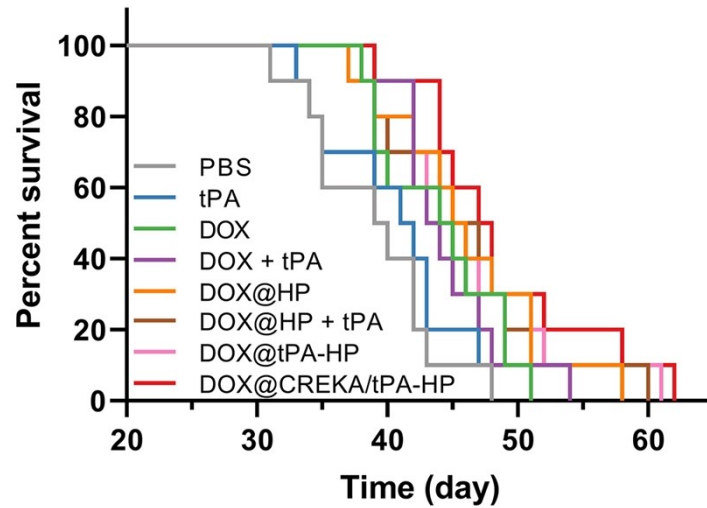 Percent survival
100
80
60
40
20
0
PBS
tPA
DOX
DOX + tPA
DOX@HP
DOX@HP + tPA
DOX@tPA-HP
DOX@CREKA/tPA-HP
20 30 40 50 60
Time (day)